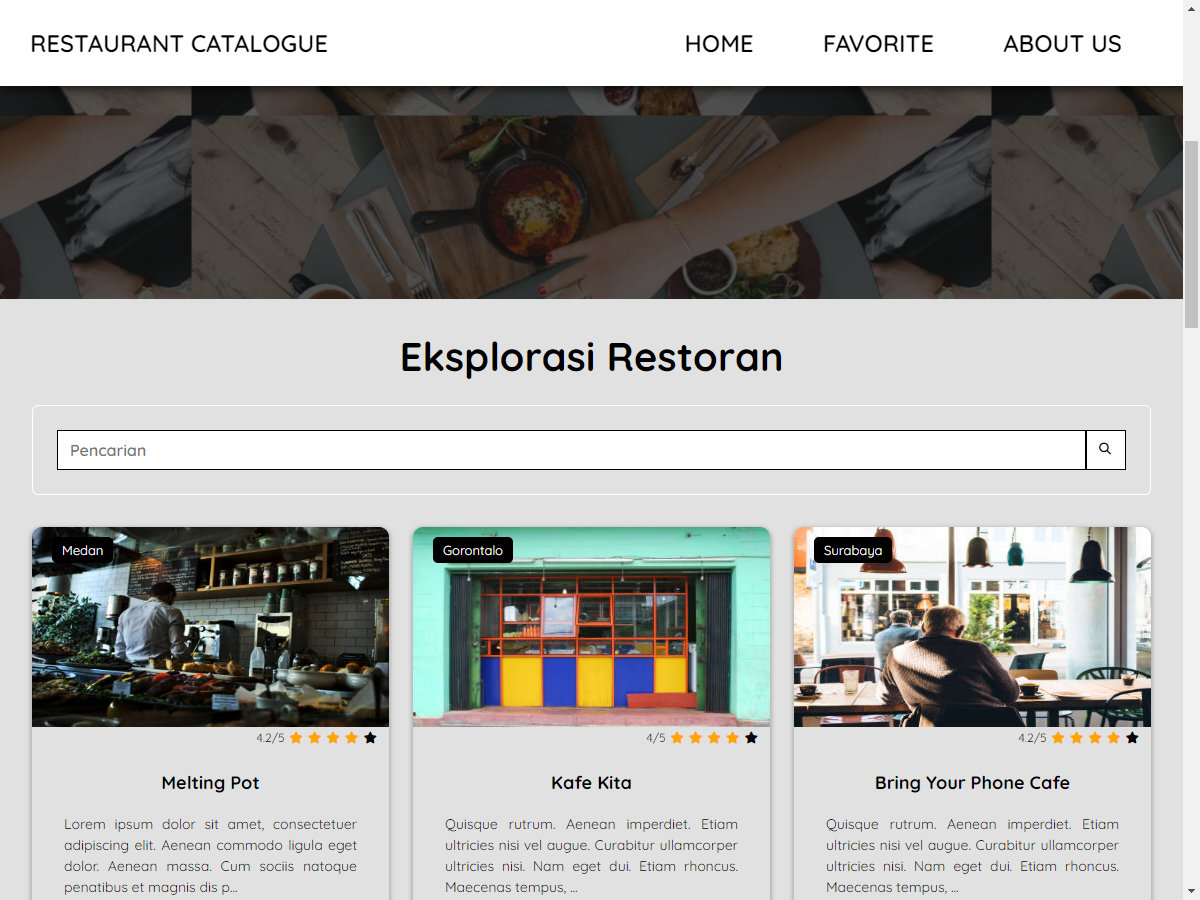 RESTAURANT CATALOGUE
HOME
FAVORITE
ABOUT US
Eksplorasi Restoran
Pencarian
Medan
4.2/5
Melting Pot
Lorem ipsum dolor sit amet, consectetuer
adipiscing elit. Aenean commodo ligula eget
dolor. Aenean massa. Cum sociis natoque
penatibus et magnis dis p...
Gorontalo
4/5
Kafe Kita
Quisque rutrum. Aenean imperdiet. Etiam
ultricies nisi vel augue. Curabitur ullamcorper
ultricies nisi. Nam eget dui. Etiam rhoncus.
Maecenas tempus, ...
Surabaya
4.2/5
Bring Your Phone Cafe
Quisque rutrum. Aenean imperdiet. Etiam
ultricies nisi vel augue. Curabitur ullamcorper
ultricies nisi. Nam eget dui. Etiam rhoncus.
Maecenas tempus, ...